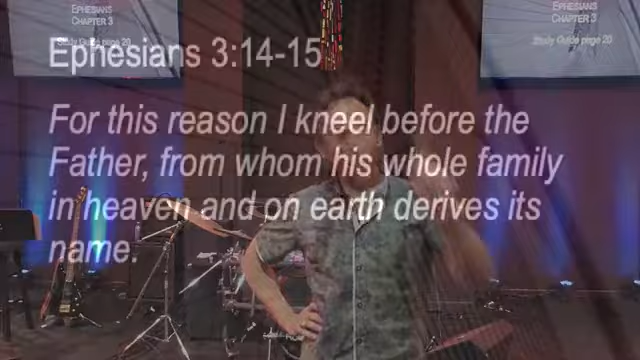 EPHESIANS
CHAPTER 3
Study Guide page 20
EPHESIANS
CHAPTER 3
Study Guide page 20
Ephesians 3:14-15
For this reason I kneel before the
Father, from whom his whole family
in heaven and on earth derives its
name.